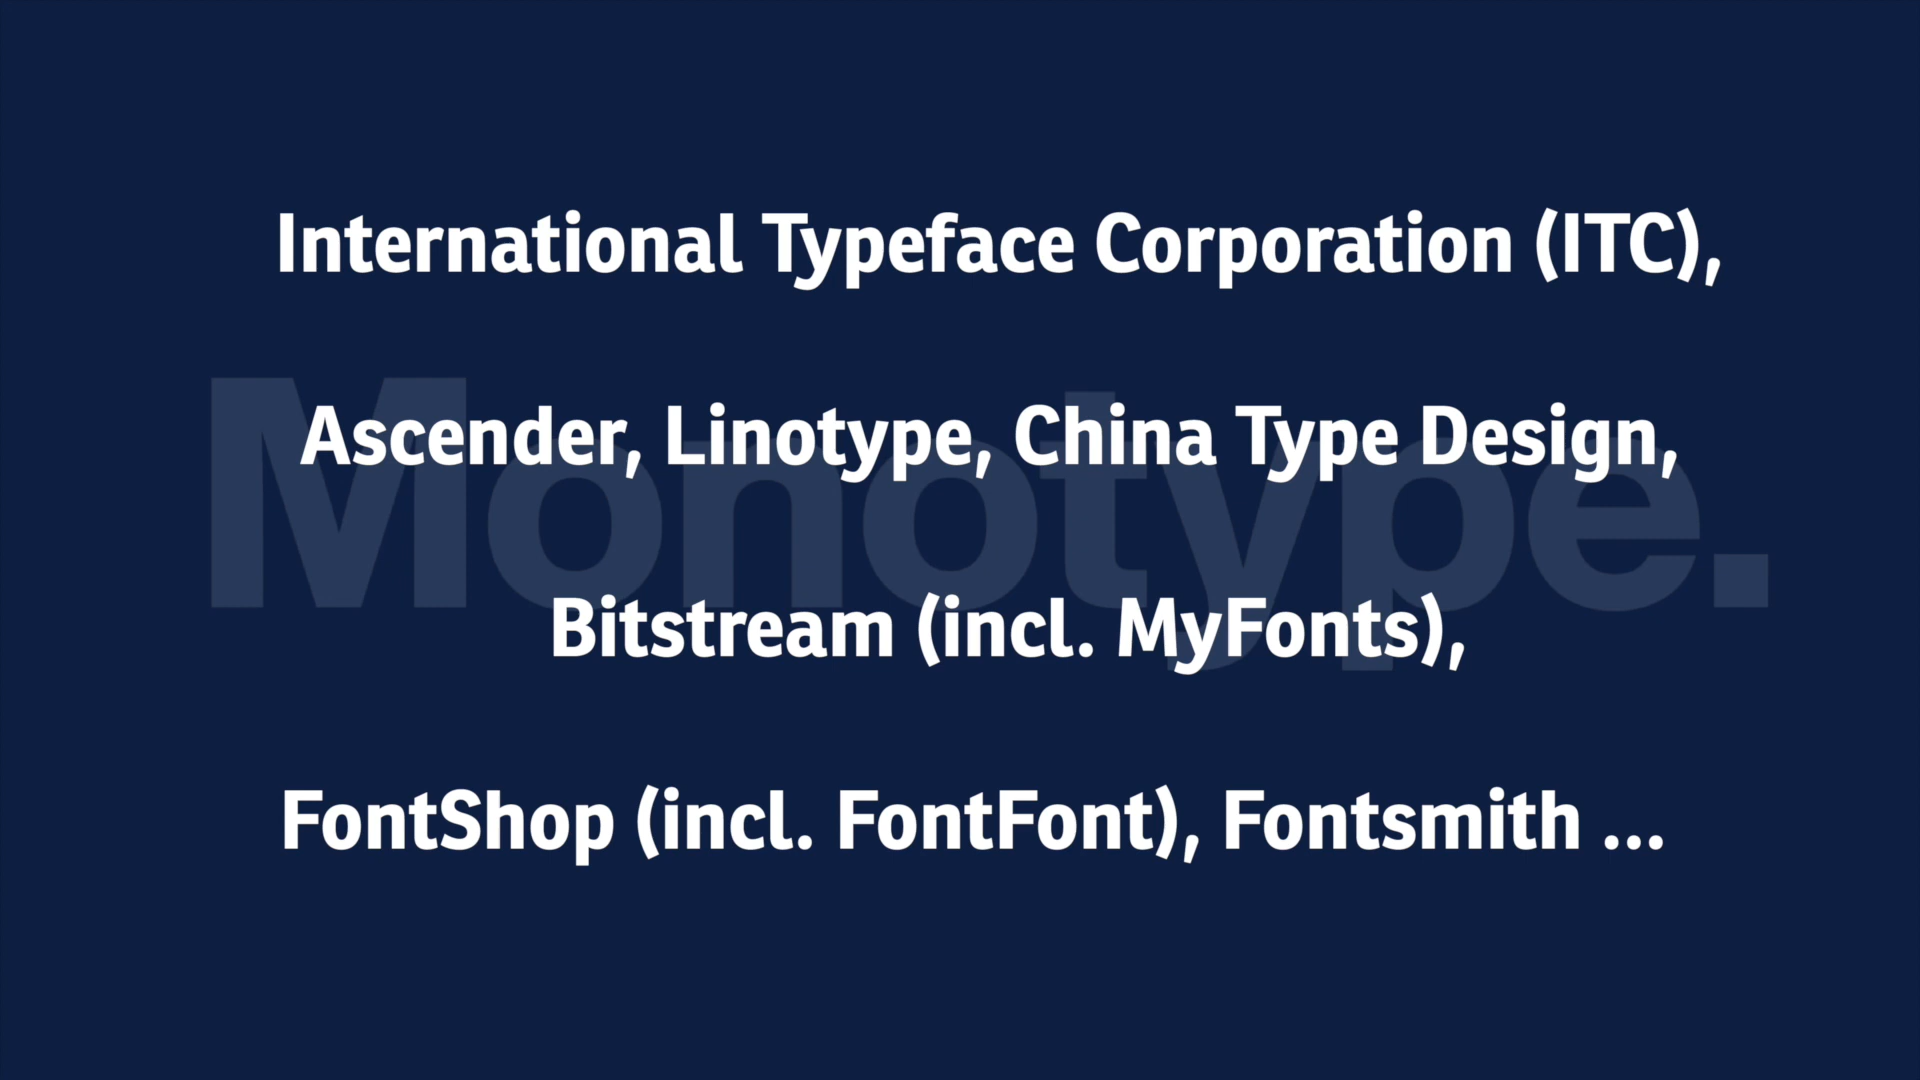 International Typeface Corporation (ITC),
Ascender, Linotype, China Type Design,
Monotype.
Bitstream (incl. MyFonts),
FontShop (incl. FontFont), Fontsmith ...